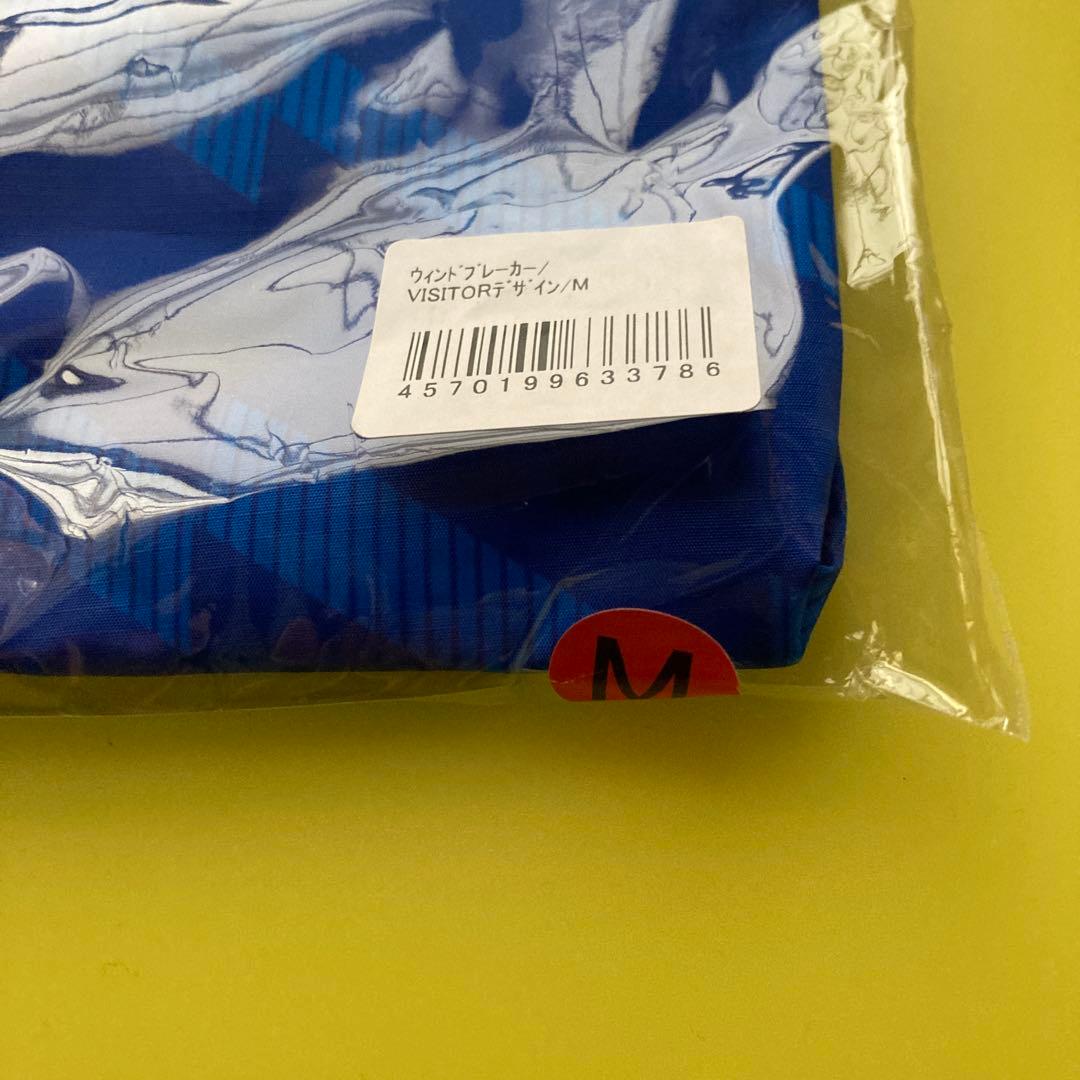 ｳｨﾝﾄﾞﾌﾞﾚｰｶｰ/
VISITORﾃﾞｻﾞｲﾝ/M
4570199633786
M